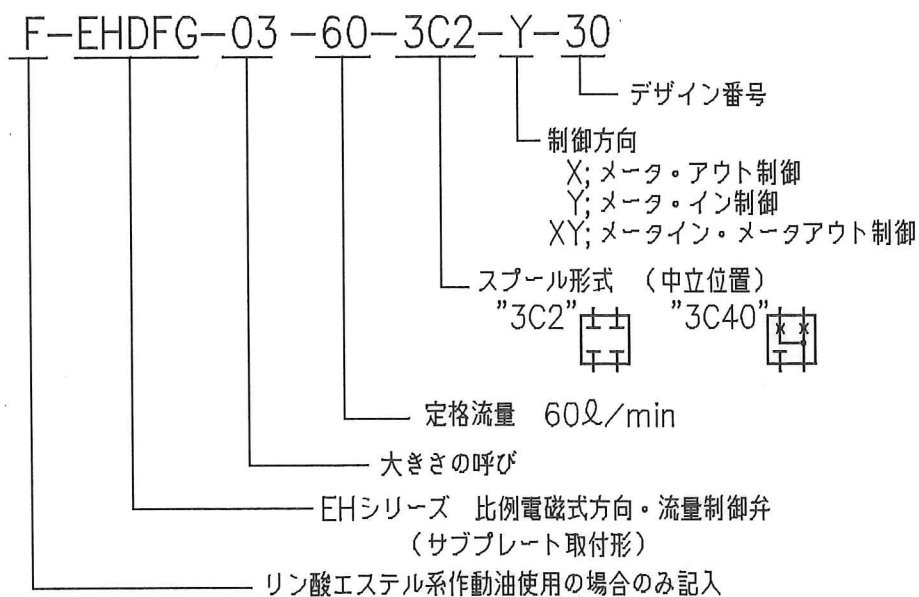 F-EHDFG-03-60-3C2-Y-30
デザイン番号
制御方向
X; メータ・アウト制御
Y; メータ・イン制御
XY; メータイン・メータアウト制御
スプール形式 （中立位置）
"3C2" "3C40"
定格流量 60ℓ/min
大きさの呼び
EHシリーズ 比例電磁式方向・流量制御弁
（サブプレート取付形）
リン酸エステル系作動油使用の場合のみ記入